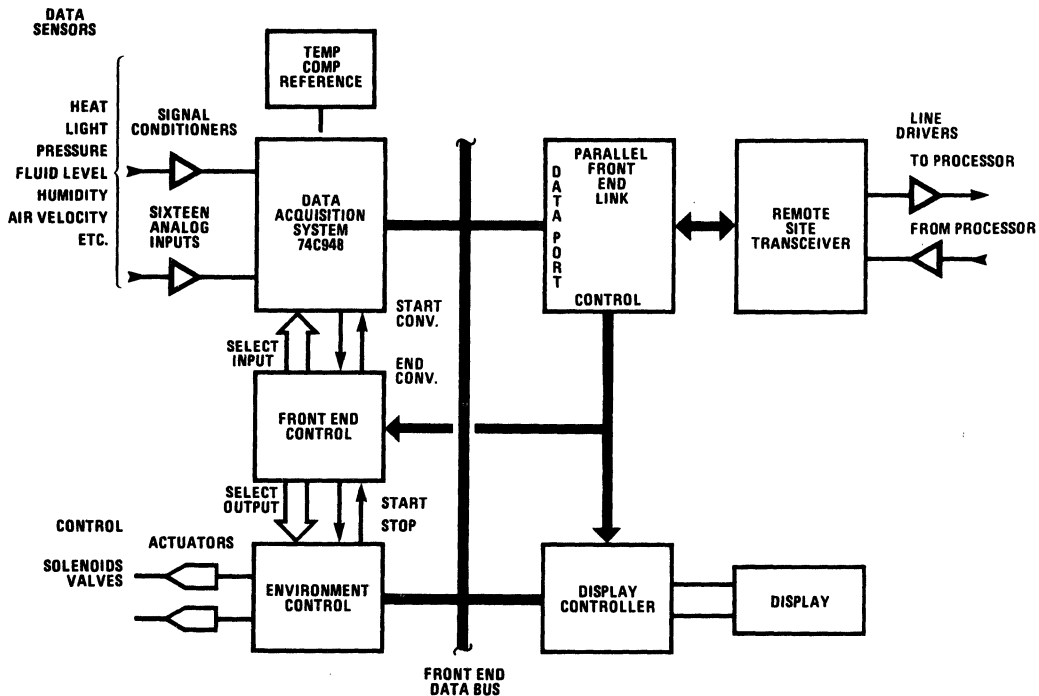 DATA
SENSORS
HEAT
LIGHT
PRESSURE
FLUID LEVEL
HUMIDITY
AIR VELOCITY
ETC.
SIGNAL
CONDITIONERS
SIXTEEN
ANALOG
INPUTS
TEMP
COMP
REFERENCE
DATA
ACQUISITION
SYSTEM
74C948
PARALLEL
FRONT
END
LINK
DATA PORT
CONTROL
REMOTE
SITE
TRANSCEIVER
LINE
DRIVERS
TO PROCESSOR
FROM PROCESSOR
SELECT
INPUT
START
CONV.
END
CONV.
FRONT END
CONTROL
SELECT
OUTPUT
START
STOP
CONTROL
SOLENOIDS
VALVES
ACTUATORS
ENVIRONMENT
CONTROL
DISPLAY
CONTROLLER
DISPLAY
FRONT END
DATA BUS